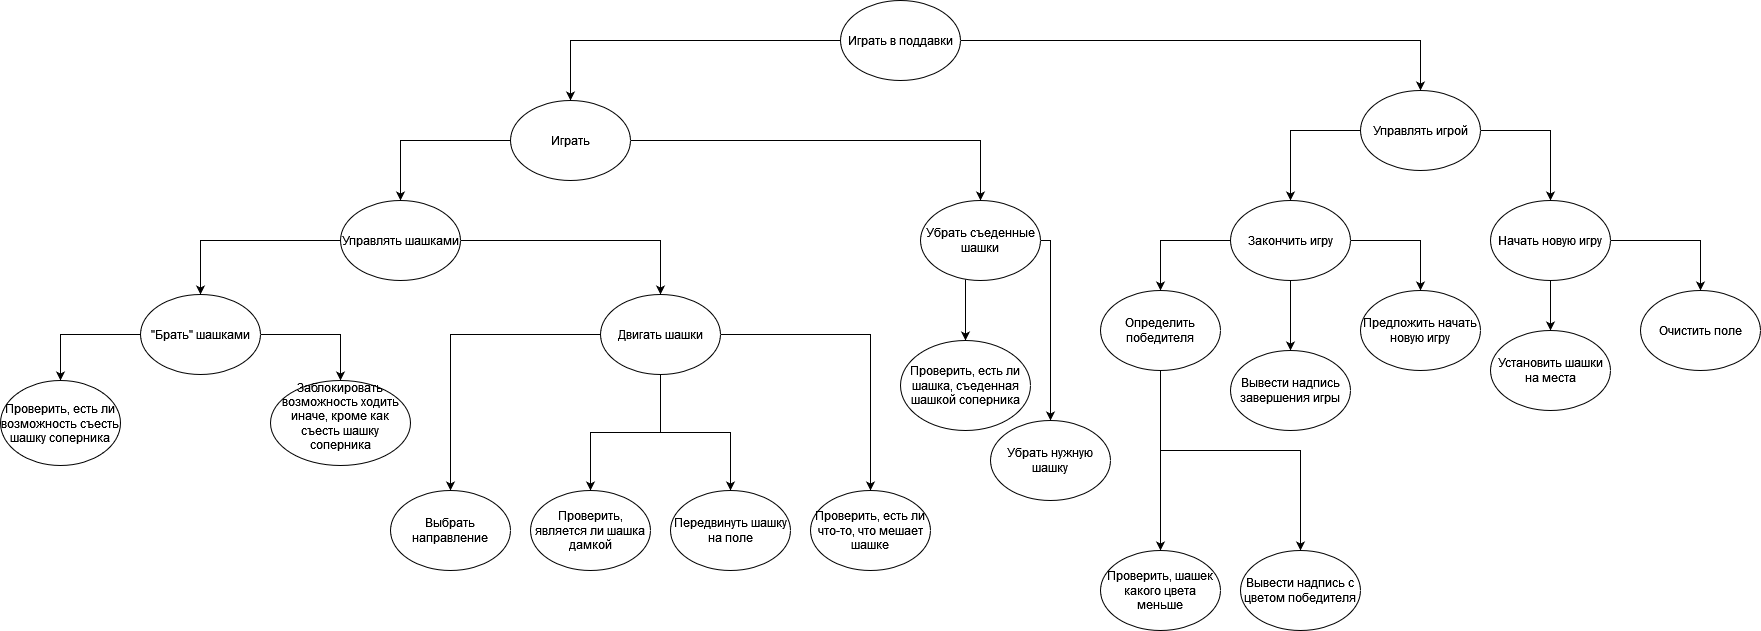 Играть в поддавки
Управлять игрой
Играть
Управлять шашками
Убрать съеденные
шашки
Закончить игру
Начать новую игру
"Брать" шашками
Двигать шашки
Определить
победителя
Предложить начать
новую игру
Очистить поле
Проверить, есть ли
шашка, съеденная
шашкой соперника
Вывести надпись
завершения игры
Установить шашки
на места
Проверить, есть ли
возможность съесть
шашку соперника
Заблокировать
возможность ходить
иначе, кроме как
съесть шашку
соперника
Убрать нужную
шашку
Выбрать
направление
Проверить,
является ли шашка
дамкой
Передвинуть шашку
на поле
Проверить, есть ли
что-то, что мешает
шашке
Проверить, шашек
какого цвета
меньше
Вывести надпись с
цветом победителя